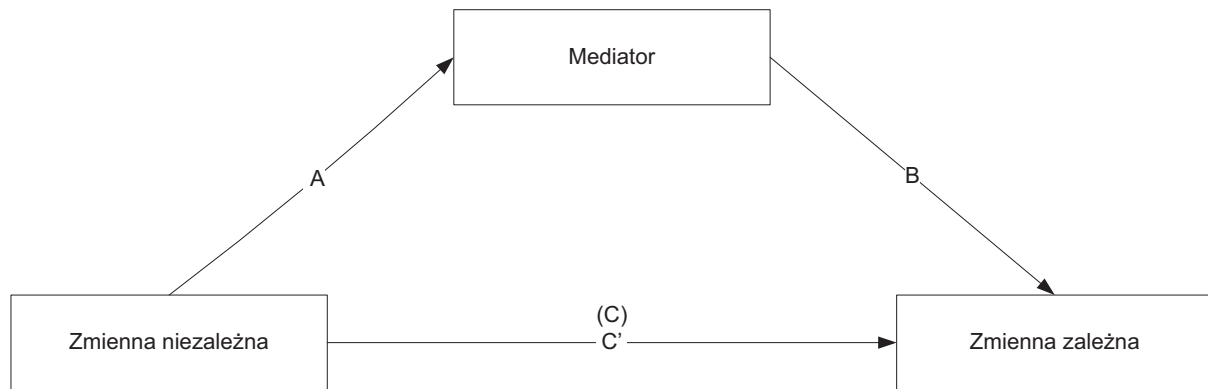 Mediator
A
B
(C)
Zmienna niezależna
C’
Zmienna zależna